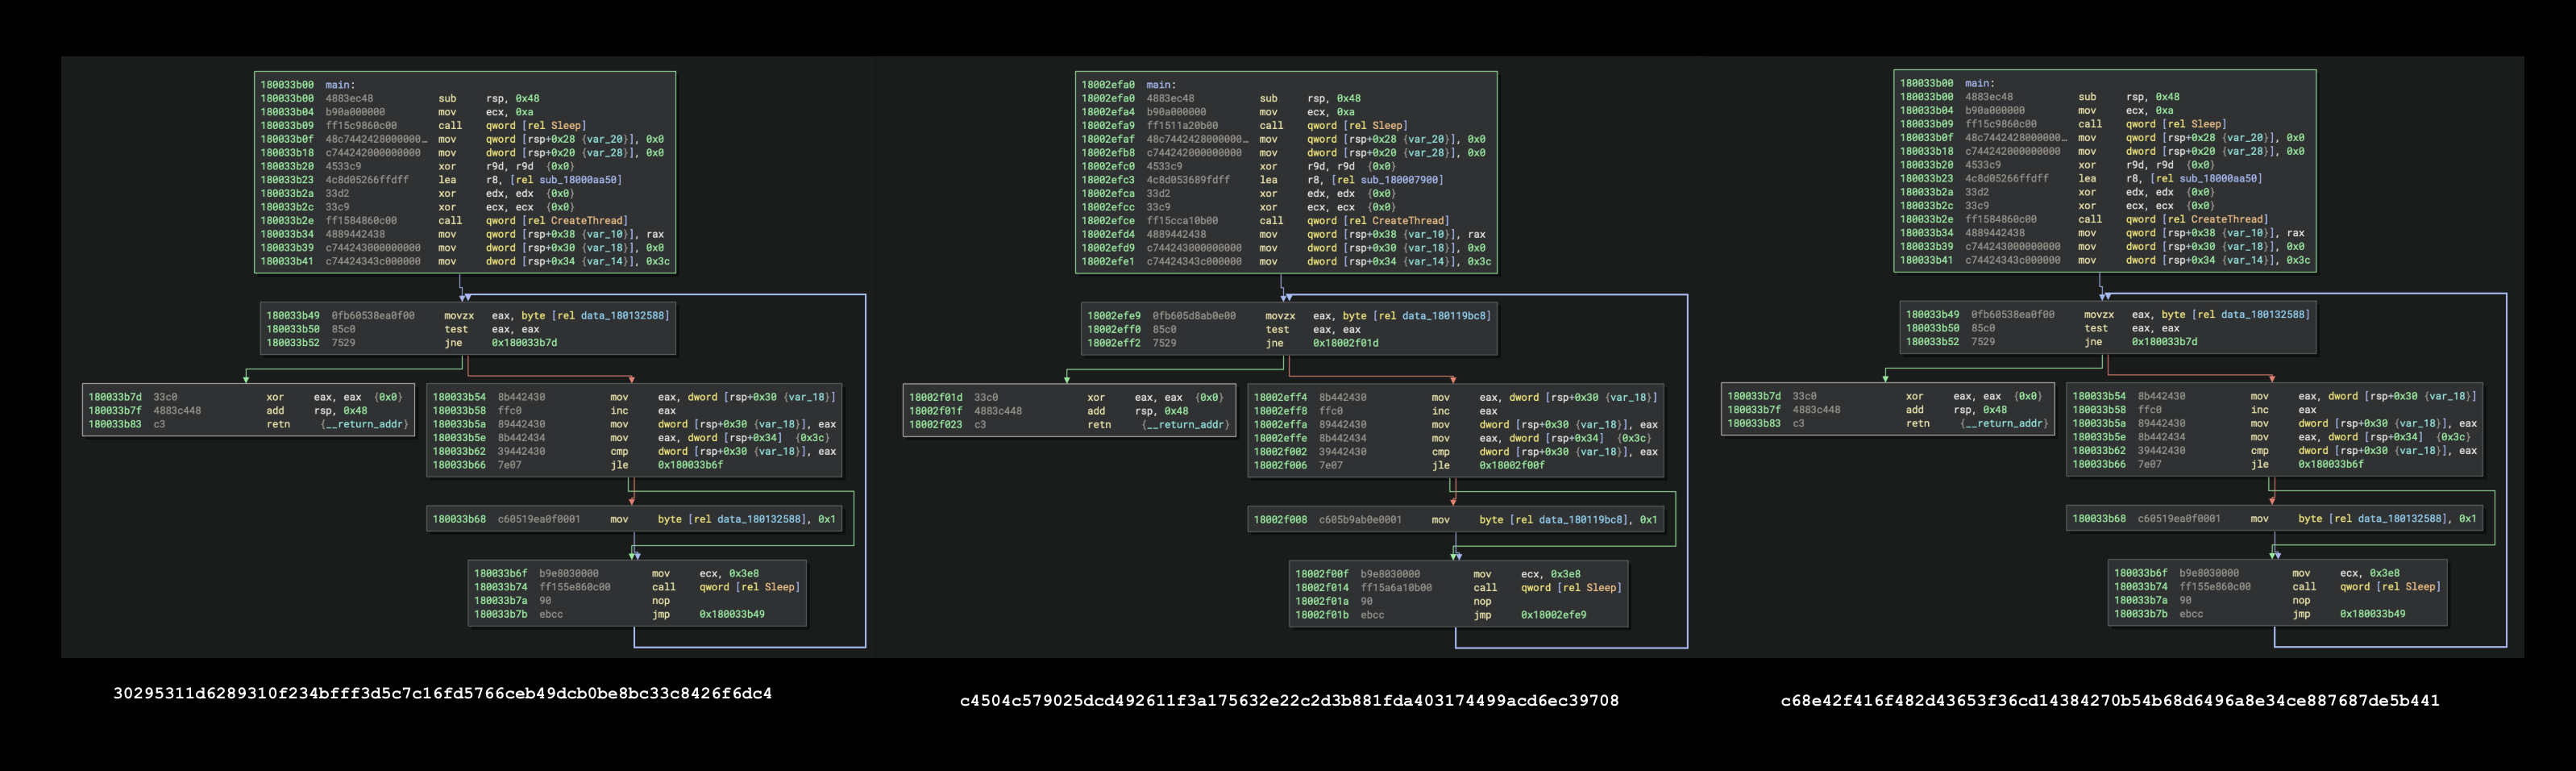 180033b00 main:
180033b00 4883ec48 sub rsp, 0x48
180033b04 b90a000000 mov ecx, 0xa
180033b09 ff15c9860c00 call qword [rel Sleep]
180033b0f 48c7442428000000… mov qword [rsp+0x28 {var_20}], 0x0
180033b18 c744242000000000 mov dword [rsp+0x20 {var_28}], 0x0
180033b20 4533c9 xor r9d, r9d {0x0}
180033b23 4c8d05266ffdff lea r8, [rel sub_18000aa50]
180033b2a 33d2 xor edx, edx {0x0}
180033b2c 33c9 xor ecx, ecx {0x0}
180033b2e ff1584860c00 call qword [rel CreateThread]
180033b34 4889442438 mov qword [rsp+0x38 {var_10}], rax
180033b39 c744243000000000 mov dword [rsp+0x30 {var_18}], 0x0
180033b41 c74424343c000000 mov dword [rsp+0x34 {var_14}], 0x3c
180033b49 0fb60538ea0f00 movzx eax, byte [rel data_180132588]
180033b50 85c0 test eax, eax
180033b52 7529 jne 0x180033b7d
180033b7d 33c0 xor eax, eax {0x0}
180033b7f 4883c448 add rsp, 0x48
180033b83 c3 retn {__return_addr}
180033b54 8b442430 mov eax, dword [rsp+0x30 {var_18}]
180033b58 ffc0 inc eax
180033b5a 89442430 mov dword [rsp+0x30 {var_18}], eax
180033b5e 8b442434 mov eax, dword [rsp+0x34] {0x3c}
180033b62 39442430 cmp dword [rsp+0x30 {var_18}], eax
180033b66 7e07 jle 0x180033b6f
180033b68 c60519ea0f0001 mov byte [rel data_180132588], 0x1
180033b6f b9e8030000 mov ecx, 0x3e8
180033b74 ff155e860c00 call qword [rel Sleep]
180033b7a 90 nop
180033b7b ebcc jmp 0x180033b49
30295311d6289310f234bfff3d5c7c16fd5766ceb49dcb0be8bc33c8426f6dc4
18002efa0 main:
18002efa0 4883ec48 sub rsp, 0x48
18002efa4 b90a000000 mov ecx, 0xa
18002efa9 ff1511a20b00 call qword [rel Sleep]
18002efaf 48c7442428000000… mov qword [rsp+0x28 {var_20}], 0x0
18002efb8 c744242000000000 mov dword [rsp+0x20 {var_28}], 0x0
18002efc0 4533c9 xor r9d, r9d {0x0}
18002efc3 4c8d053689fdff lea r8, [rel sub_180007900]
18002efca 33d2 xor edx, edx {0x0}
18002efcc 33c9 xor ecx, ecx {0x0}
18002efce ff15cca10b00 call qword [rel CreateThread]
18002efd4 4889442438 mov qword [rsp+0x38 {var_10}], rax
18002efd9 c744243000000000 mov dword [rsp+0x30 {var_18}], 0x0
18002efe1 c74424343c000000 mov dword [rsp+0x34 {var_14}], 0x3c
18002efe9 0fb605d8ab0e00 movzx eax, byte [rel data_180119bc8]
18002eff0 85c0 test eax, eax
18002eff2 7529 jne 0x18002f01d
18002f01d 33c0 xor eax, eax {0x0}
18002f01f 4883c448 add rsp, 0x48
18002f023 c3 retn {__return_addr}
18002eff4 8b442430 mov eax, dword [rsp+0x30 {var_18}]
18002eff8 ffc0 inc eax
18002effa 89442430 mov dword [rsp+0x30 {var_18}], eax
18002effe 8b442434 mov eax, dword [rsp+0x34] {0x3c}
18002f002 39442430 cmp dword [rsp+0x30 {var_18}], eax
18002f006 7e07 jle 0x18002f00f
18002f008 c605b9ab0e0001 mov byte [rel data_180119bc8], 0x1
18002f00f b9e8030000 mov ecx, 0x3e8
18002f014 ff15a6a10b00 call qword [rel Sleep]
18002f01a 90 nop
18002f01b ebcc jmp 0x18002efe9
c4504c579025dcd492611f3a175632e22c2d3b881fda403174499acd6ec39708
180033b00 main:
180033b00 4883ec48 sub rsp, 0x48
180033b04 b90a000000 mov ecx, 0xa
180033b09 ff15c9860c00 call qword [rel Sleep]
180033b0f 48c7442428000000… mov qword [rsp+0x28 {var_20}], 0x0
180033b18 c744242000000000 mov dword [rsp+0x20 {var_28}], 0x0
180033b20 4533c9 xor r9d, r9d {0x0}
180033b23 4c8d05266ffdff lea r8, [rel sub_18000aa50]
180033b2a 33d2 xor edx, edx {0x0}
180033b2c 33c9 xor ecx, ecx {0x0}
180033b2e ff1584860c00 call qword [rel CreateThread]
180033b34 4889442438 mov qword [rsp+0x38 {var_10}], rax
180033b39 c744243000000000 mov dword [rsp+0x30 {var_18}], 0x0
180033b41 c74424343c000000 mov dword [rsp+0x34 {var_14}], 0x3c
180033b49 0fb60538ea0f00 movzx eax, byte [rel data_180132588]
180033b50 85c0 test eax, eax
180033b52 7529 jne 0x180033b7d
180033b7d 33c0 xor eax, eax {0x0}
180033b7f 4883c448 add rsp, 0x48
180033b83 c3 retn {__return_addr}
180033b54 8b442430 mov eax, dword [rsp+0x30 {var_18}]
180033b58 ffc0 inc eax
180033b5a 89442430 mov dword [rsp+0x30 {var_18}], eax
180033b5e 8b442434 mov eax, dword [rsp+0x34] {0x3c}
180033b62 39442430 cmp dword [rsp+0x30 {var_18}], eax
180033b66 7e07 jle 0x180033b6f
180033b68 c60519ea0f0001 mov byte [rel data_180132588], 0x1
180033b6f b9e8030000 mov ecx, 0x3e8
180033b74 ff155e860c00 call qword [rel Sleep]
180033b7a 90 nop
180033b7b ebcc jmp 0x180033b49
c68e42f416f482d43653f36cd14384270b54b68d6496a8e34ce887687de5b441